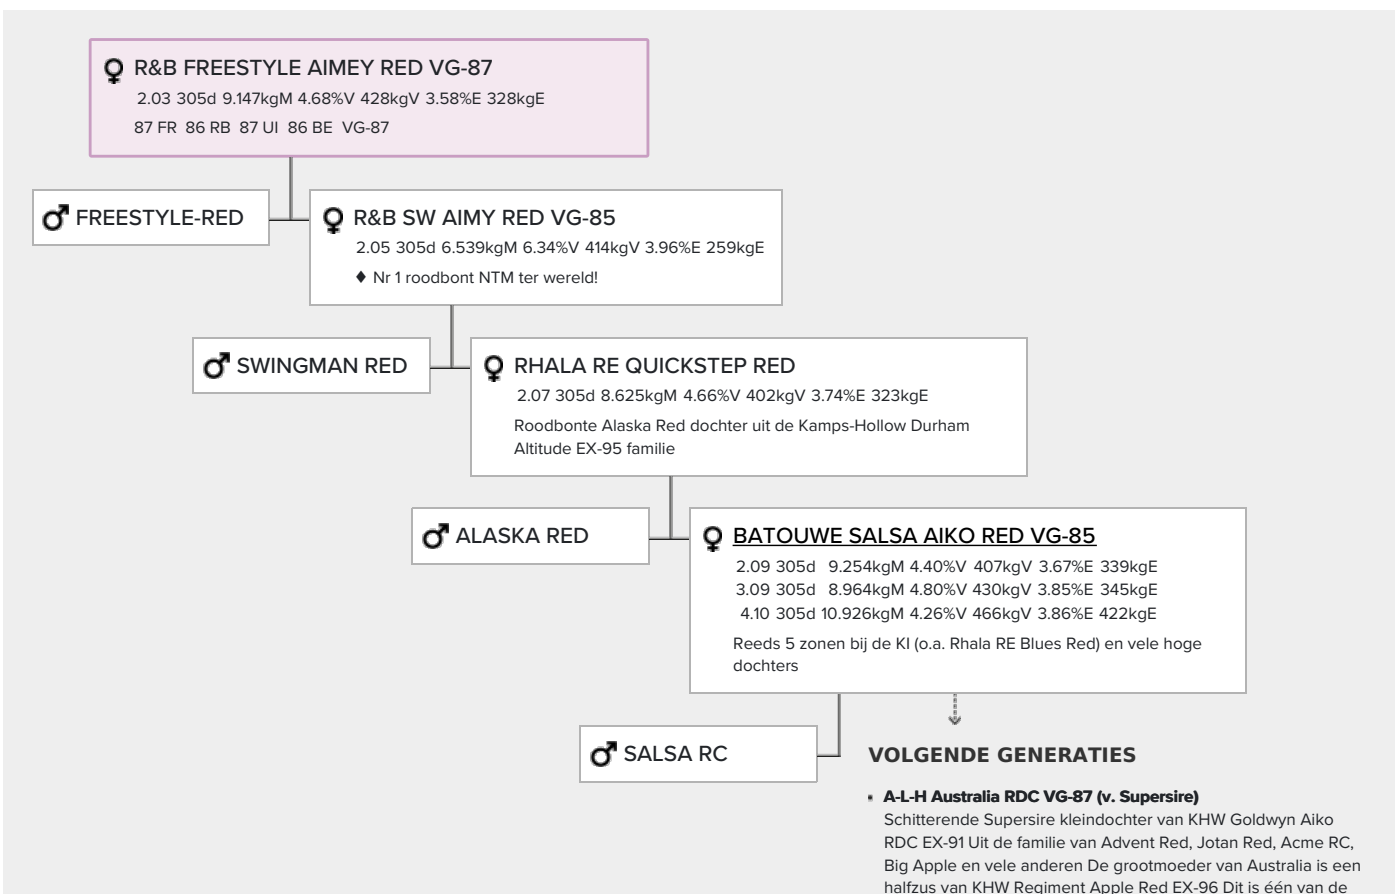 R&B FREESTYLE AIMEY RED VG-87
2.03 305d 9.147kgM 4.68%V 428kgV 3.58%E 328kgE
87 FR 86 RB 87 UI 86 BE VG-87
FREESTYLE-RED
R&B SW AIMY RED VG-85
2.05 305d 6.539kgM 6.34%V 414kgV 3.96%E 259kgE
♦ Nr 1 roodbont NTM ter wereld!
SWINGMAN RED
RHALA RE QUICKSTEP RED
2.07 305d 8.625kgM 4.66%V 402kgV 3.74%E 323kgE
Roodbonte Alaska Red dochter uit de Kamps-Hollow Durham
Altitude EX-95 familie
ALASKA RED
BATOUWE SALSA AIKO RED VG-85
2.09 305d 9.254kgM 4.40%V 407kgV 3.67%E 339kgE
3.09 305d 8.964kgM 4.80%V 430kgV 3.85%E 345kgE
4.10 305d 10.926kgM 4.26%V 466kgV 3.86%E 422kgE
Reeds 5 zonen bij de KI (o.a. Rhala RE Blues Red) en vele hoge
dochters
SALSA RC
VOLGENDE GENERATIES
▪ A-L-H Australia RDC VG-87 (v. Supersire)
Schitterende Supersire kleindochter van KHW Goldwyn Aiko
RDC EX-91 Uit de familie van Advent Red, Jotan Red, Acme RC,
Big Apple en vele anderen De grootmoeder van Australia is een
halfzus van KHW Regiment Apple Red EX-96 Dit is één van de